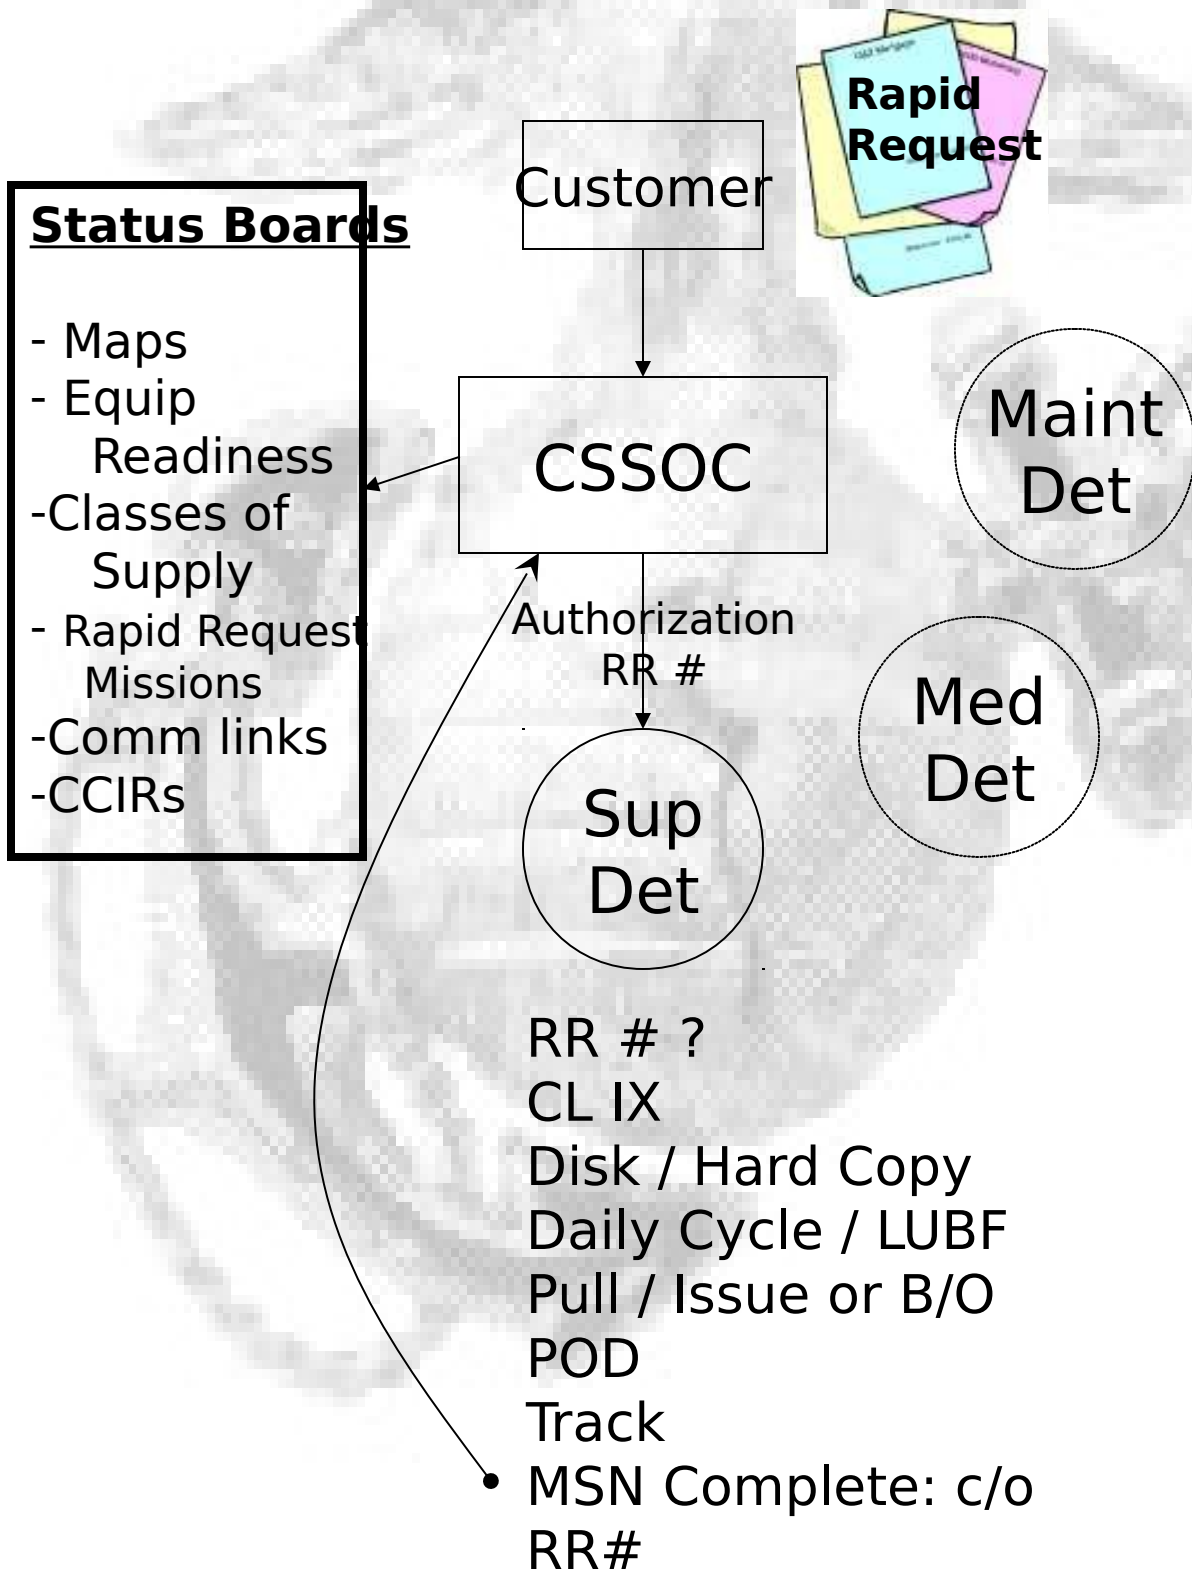 Rapid
Request
Customer
Status Boards
- Maps
- Equip
Readiness
-Classes of
Supply
- Rapid Request
Missions
-Comm links
-CCIRs
CSSOC
Maint
Det
Authorization
RR #
Med
Det
Sup
Det
RR # ?
CL IX
Disk / Hard Copy
Daily Cycle / LUBF
Pull / Issue or B/O
POD
Track
MSN Complete: c/o
RR#